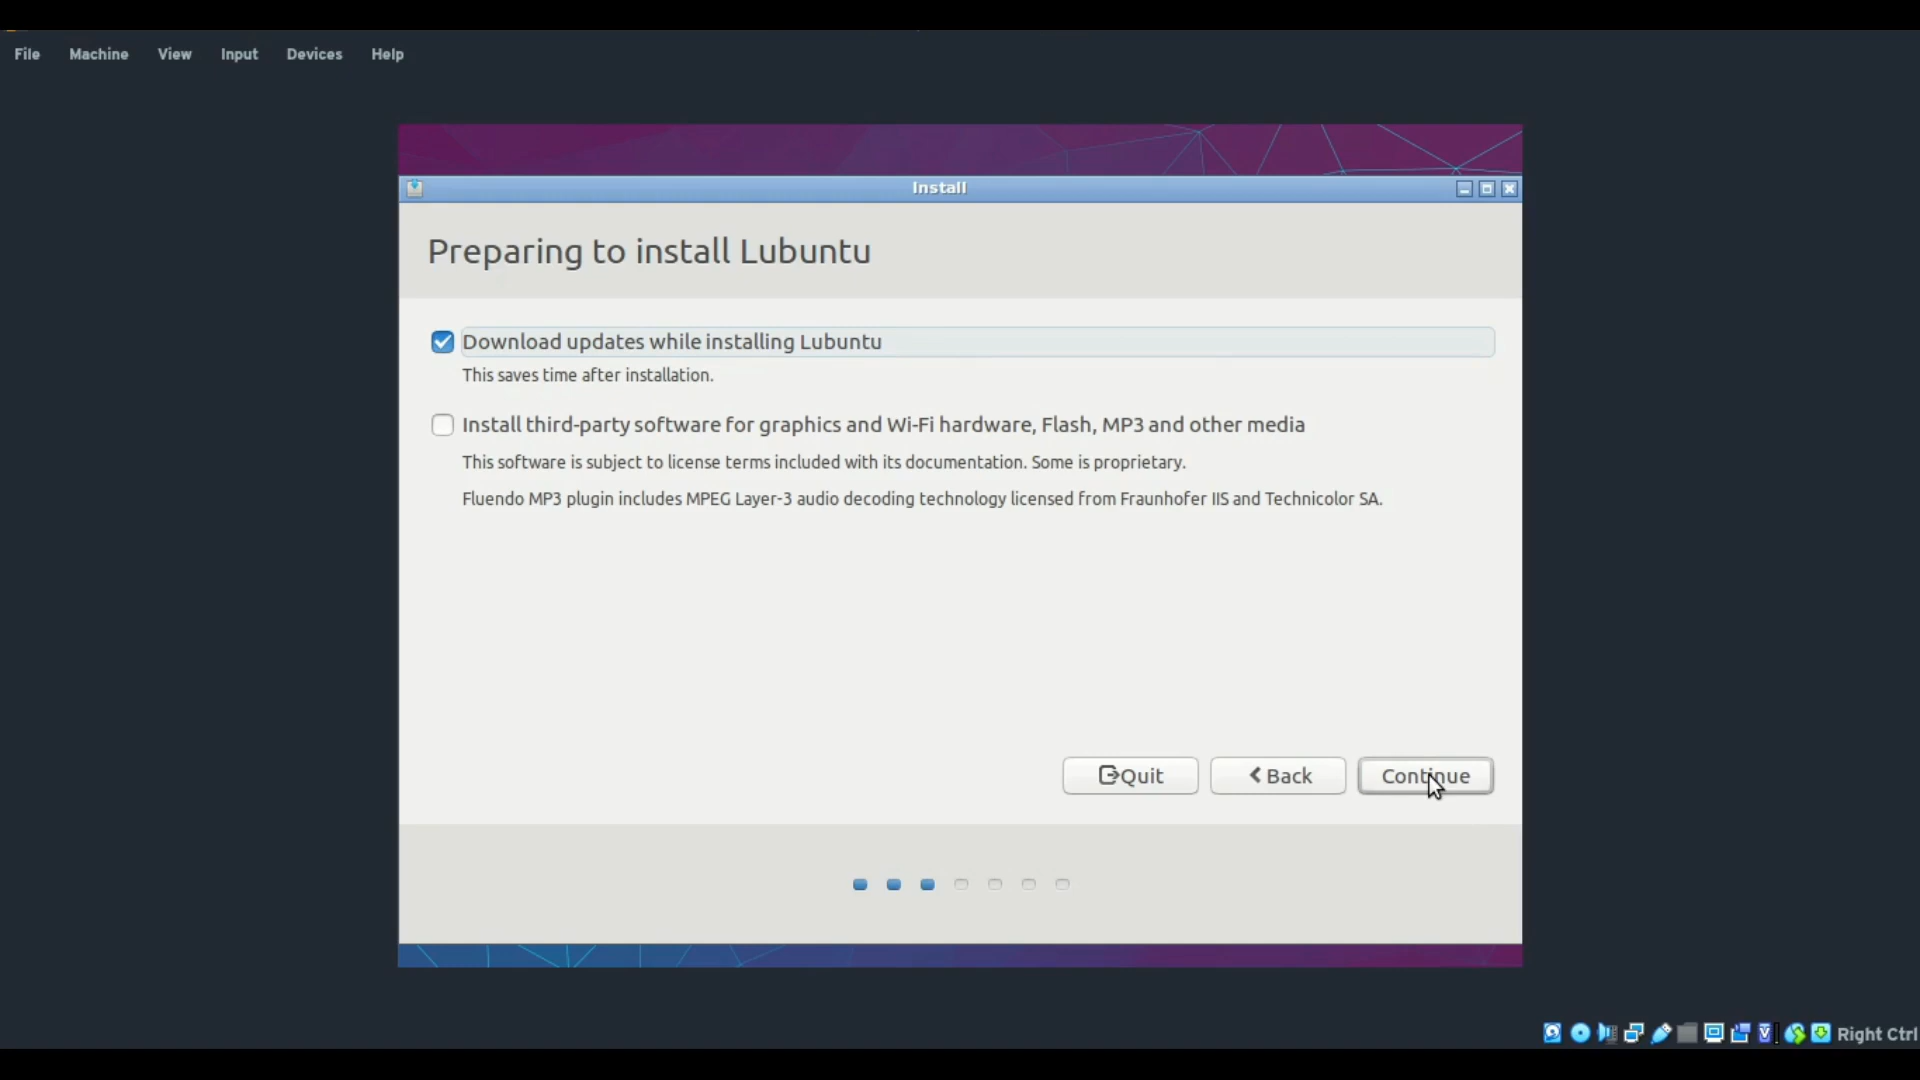 File Machine View Input Devices Help
Install
Preparing to install Lubuntu
Download updates while installing Lubuntu
This saves time after installation.
Install third-party software for graphics and Wi-Fi hardware, Flash, MP3 and other media
This software is subject to license terms included with its documentation. Some is proprietary.
Fluendo MP3 plugin includes MPEG Layer-3 audio decoding technology licensed from Fraunhofer IIS and Technicolor SA.
Quit Back Continue
Right Ctrl